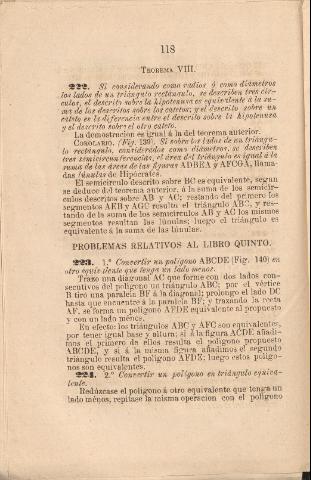 118
TEOREMA VIII.
222. Si considerando como radios ó como diámetros
los lados de un triángulo rectángulo, se describen tres cír-
culos, el descrito sobre la hipotenusa es equivalente á la su-
ma de los descritos sobre los catetos; y el descrito sobre un
cateto es la diferencia entre el descrito sobre la hipotenusa
y el descrito sobre el otro cateto.
La demostracion es igual á la del teorema anterior.
COROLARIO. (Fig. 139). Si sobre los lados de un triángu-
lo rectángulo, considerados como diámetros, se describen
tres semicircunferencias, el área del triángulo es igual á la
suma de las áreas de las figuras ADBEA y AFCGA, llama-
das lúnulas de Hipócrates.
El semicírculo descrito sobre BC es equivalente, segun
se deduce del teorema anterior, á la suma de los semicír-
culos descritos sobre AB y AC; restando del primero los
segmentos AEB y AGC resulta el triángulo ABC, y res-
tando de la suma de los semicírculos AB y AC los mismos
segmentos resultan las lúnulas; luego el triángulo es
equivalente á la suma de las lúnulas.
PROBLEMAS RELATIVOS AL LIBRO QUINTO.
223. 1.° Convertir un polígono ABCDE (Fig. 140) en
otro equivalente que tenga un lado menor.
Trazo una diagonal AC que forme con dos lados con-
secutivos del polígono un triángulo ABC; por el vértice
B tiro una paralela BF á la diagonal; prolongo el lado DC
hasta que encuentre á la paralela BF; y trazando la recta
AF, se forma un polígono AFDE equivalente al propuesto
y con un lado ménos.
En efecto: los triángulos ABC y AFC son equivalentes,
por tener igual base y altura; si á la figura ACDE añadi-
mos el primero de ellos resulta el polígono propuesto
ABCDE, y si á la misma figura añadimos el segundo
triángulo resulta el polígono AFDE; luego estos polígo-
nos son equivalentes.
224. 2.° Convertir un polígono en triángulo equiva-
lente.
Redúzcase el polígono á otro equivalente que tenga un
lado ménos, repítase la misma operacion con el polígono